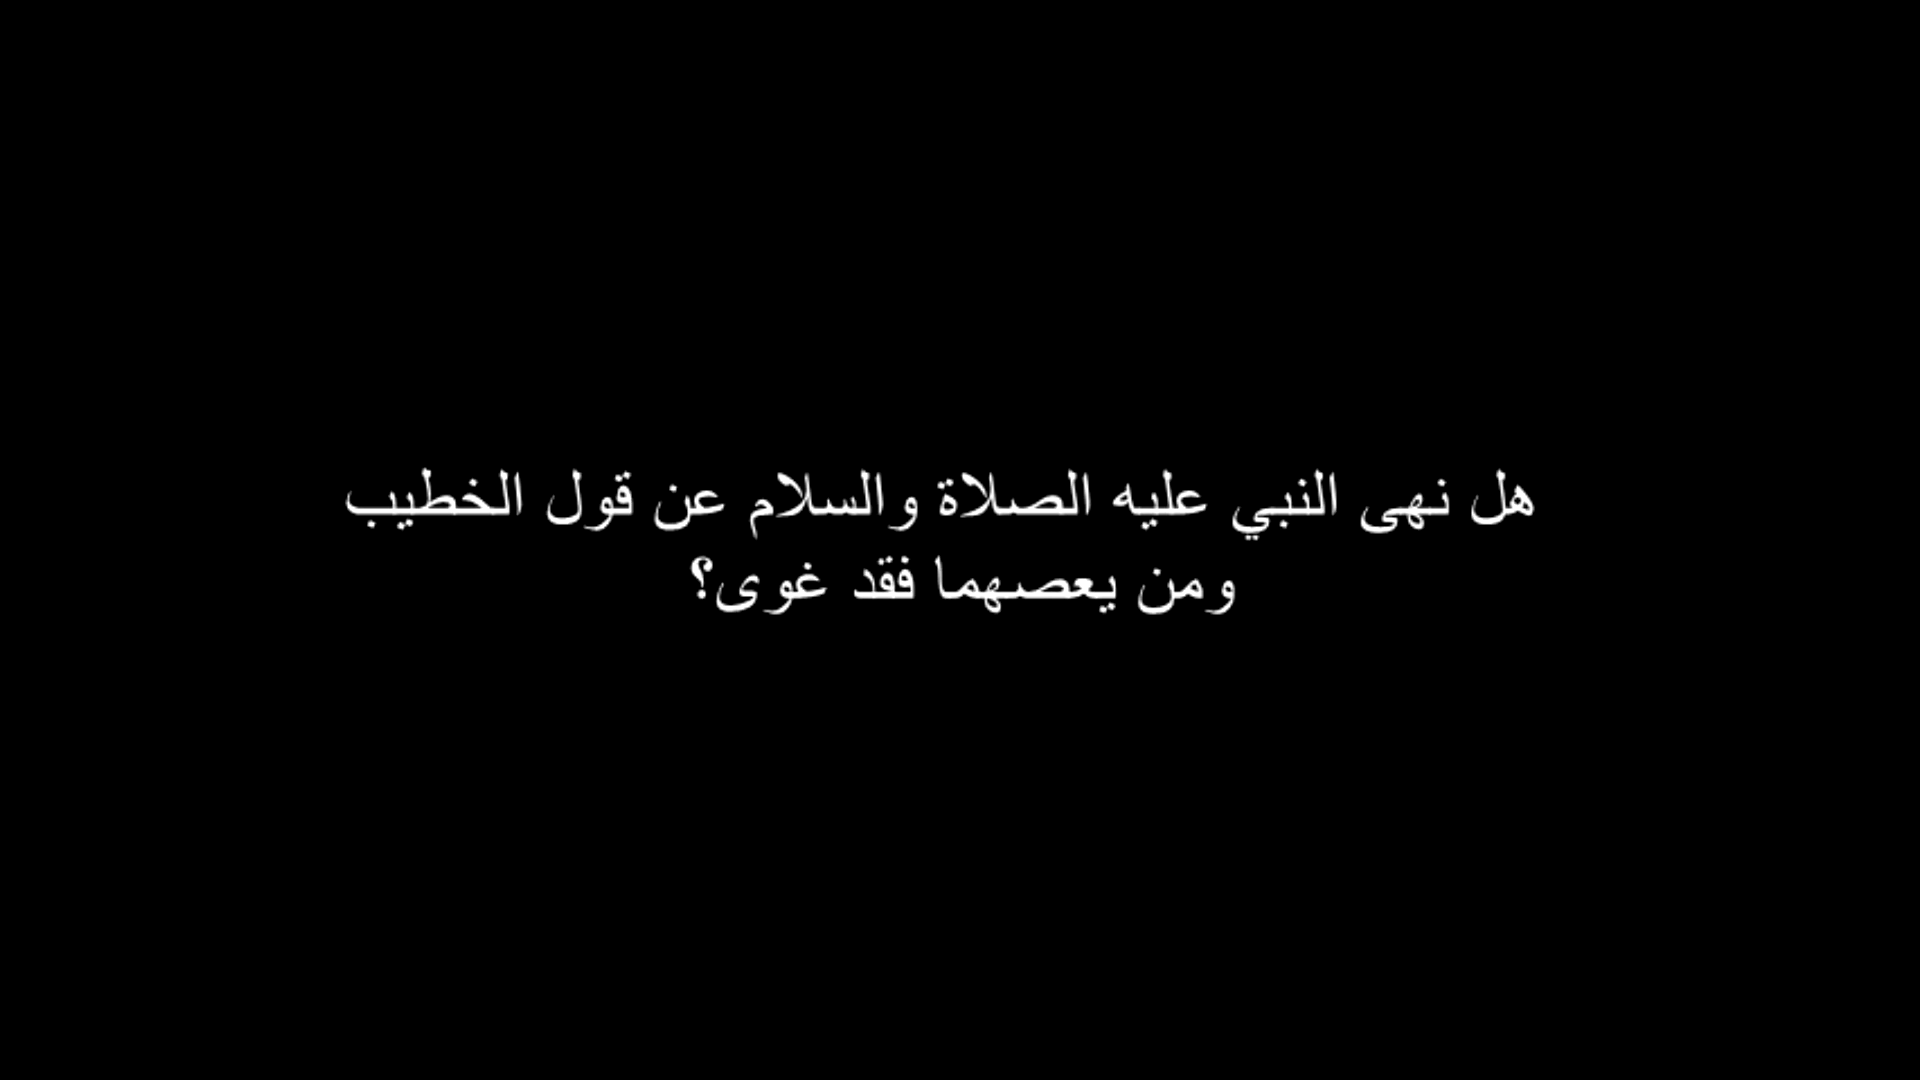 هل نهى النبي عليه الصلاة والسلام عن قول الخطيب
ومن يعصهما فقد غوى؟